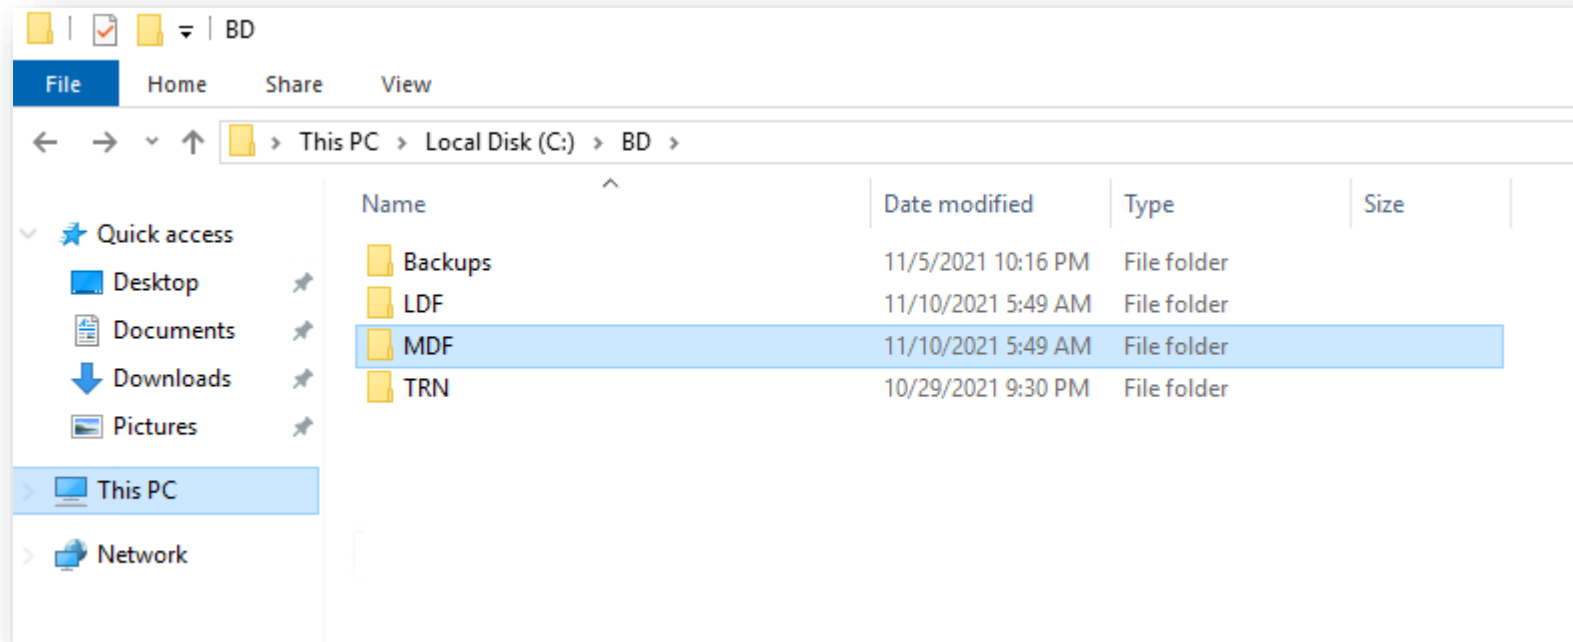 BD
File Home Share View
This PC > Local Disk (C:) > BD >
Name Date modified Type Size
Quick access
Desktop
Documents
Downloads
Pictures
This PC
Network
Backups 11/5/2021 10:16 PM File folder
LDF 11/10/2021 5:49 AM File folder
MDF 11/10/2021 5:49 AM File folder
TRN 10/29/2021 9:30 PM File folder